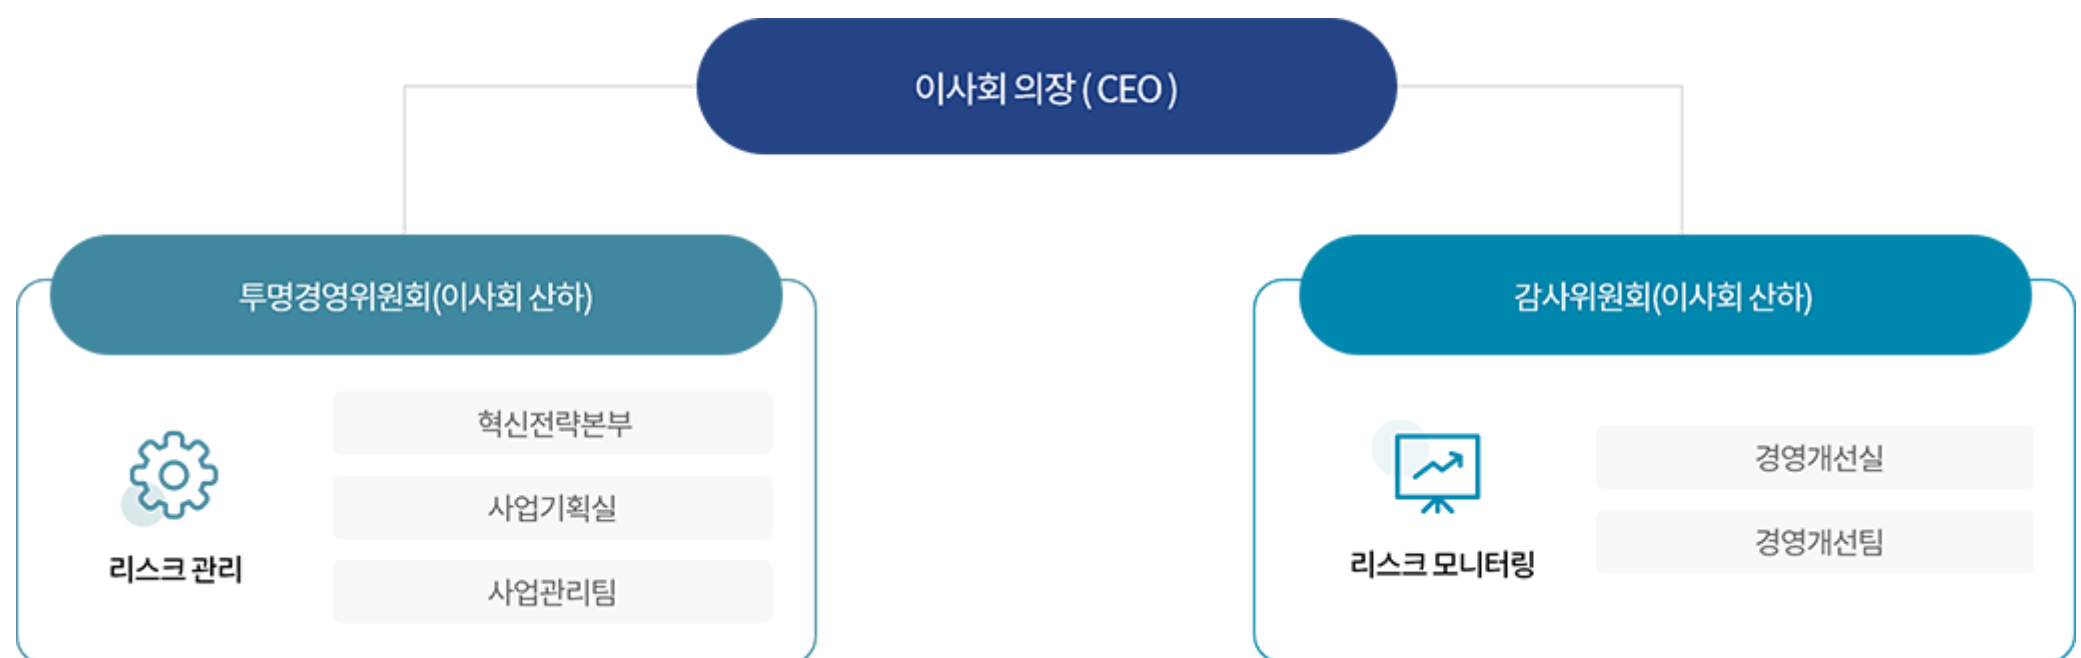 이사회 의장 ( CEO )
투명경영위원회(이사회 산하)
리스크 관리
혁신전략본부
사업기획실
사업관리팀
감사위원회(이사회 산하)
리스크 모니터링
경영개선실
경영개선팀